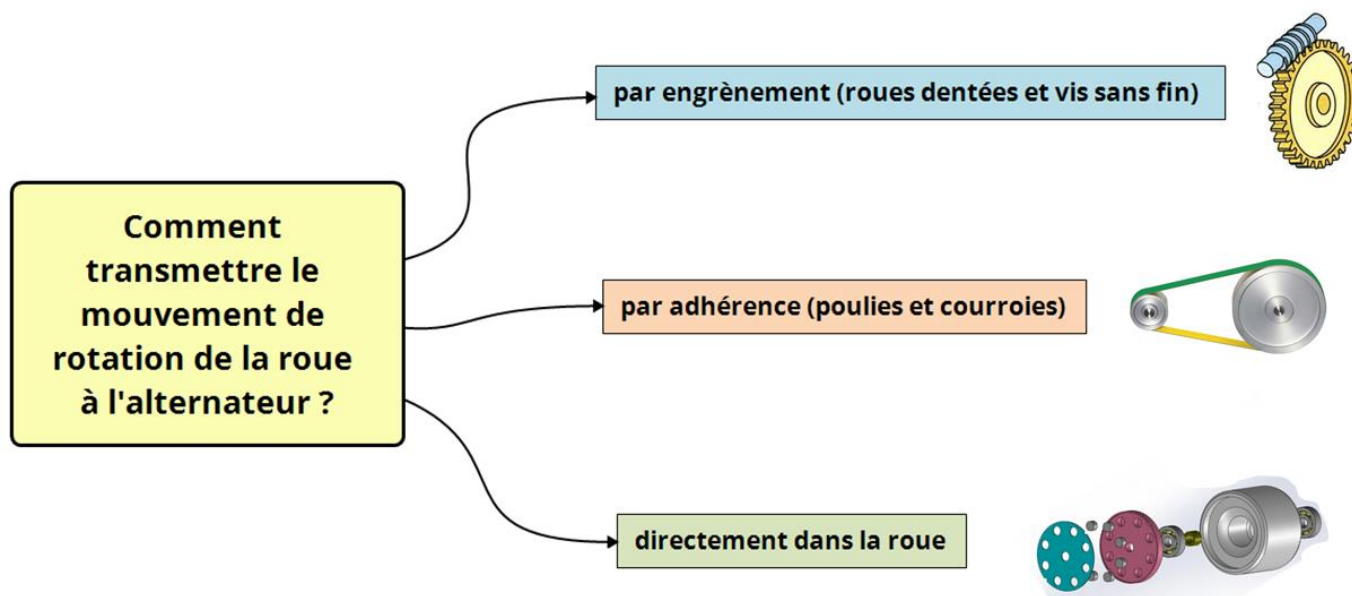 Comment
transmettre le
mouvement de
rotation de la roue
à l'alternateur ?
par engrènement (roues dentées et vis sans fin)
par adhérence (poulies et courroies)
directement dans la roue